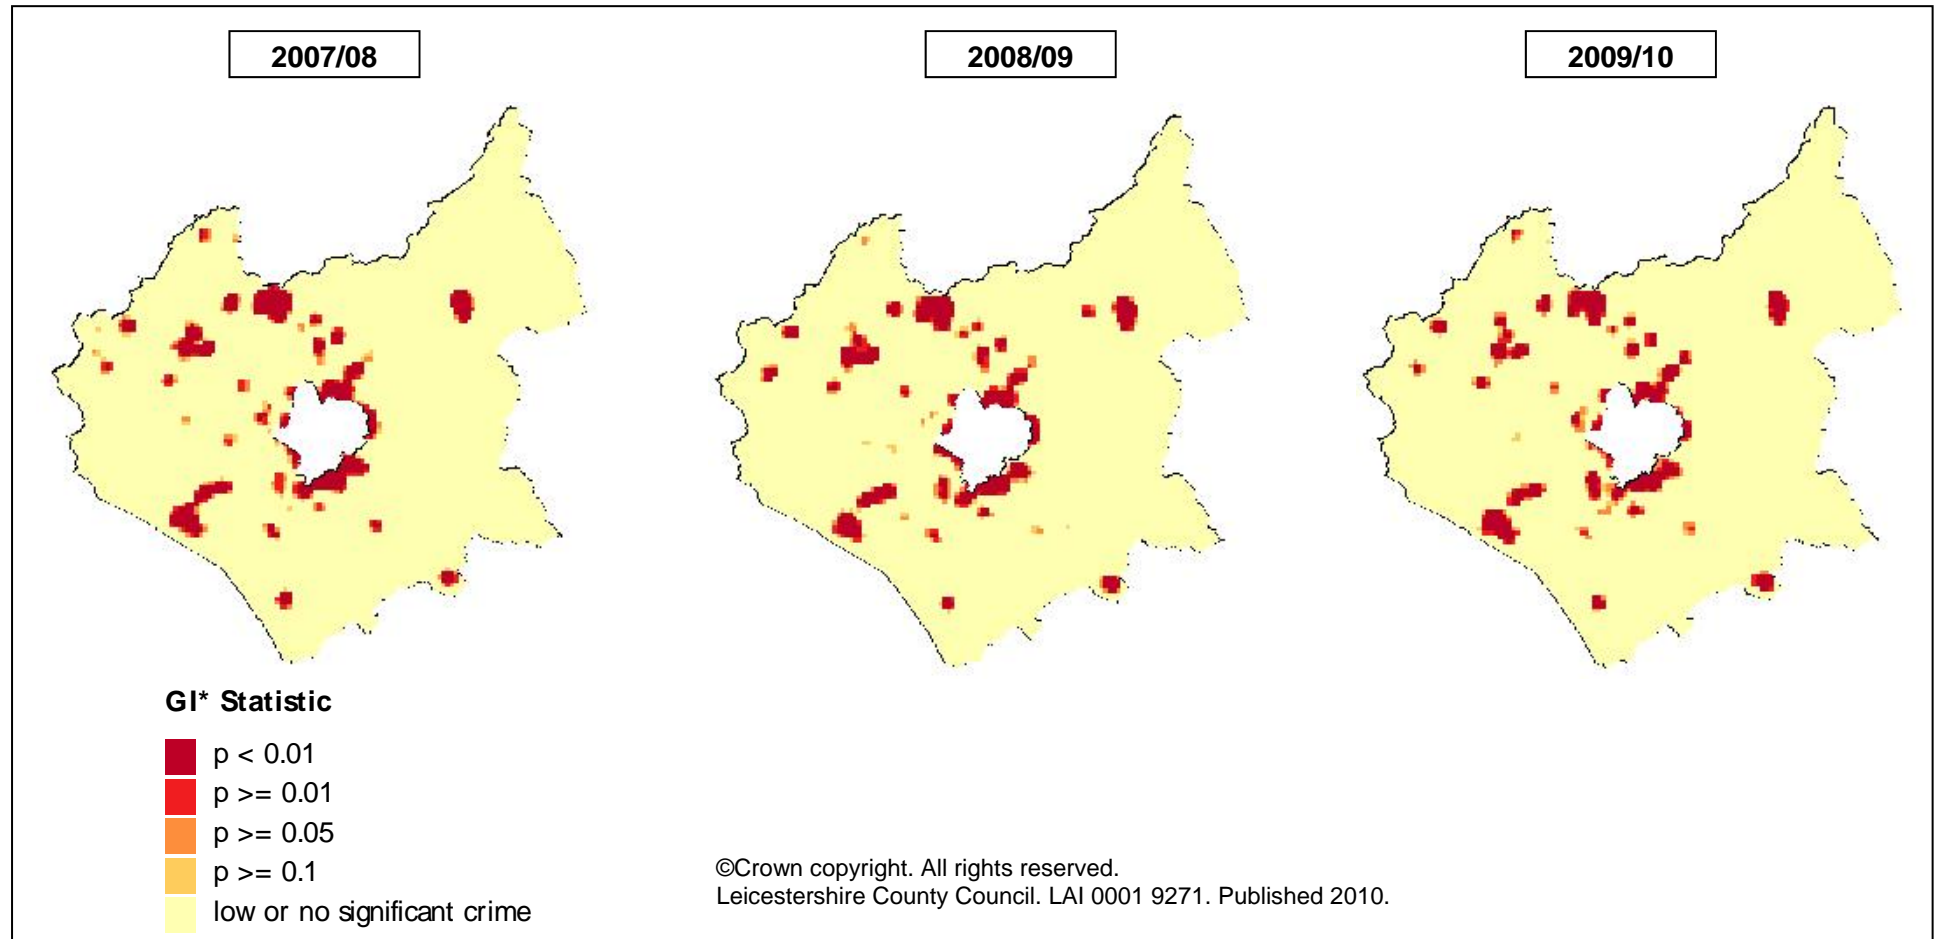 2007/08
2008/09
2009/10
GI* Statistic
p < 0.01
p >= 0.01
p >= 0.05
p >= 0.1
low or no significant crime
©Crown copyright. All rights reserved.
Leicestershire County Council. LAI 0001 9271. Published 2010.